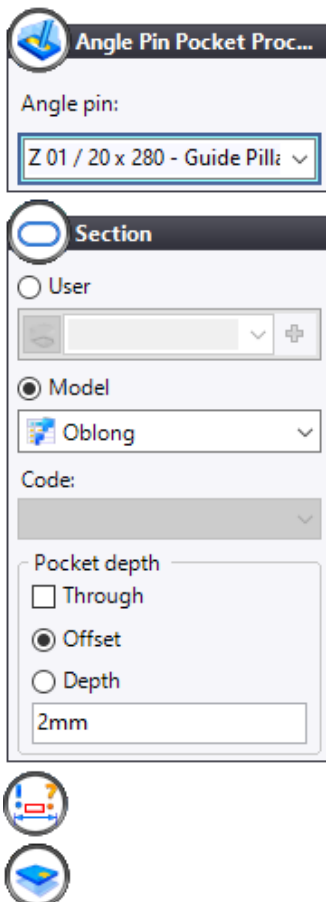 Angle Pin Pocket Proc...
Angle pin:
Z 01 / 20 x 280 - Guide Pilla
Section
User
Model
Oblong
Code:
Pocket depth
Through
Offset
Depth
2mm